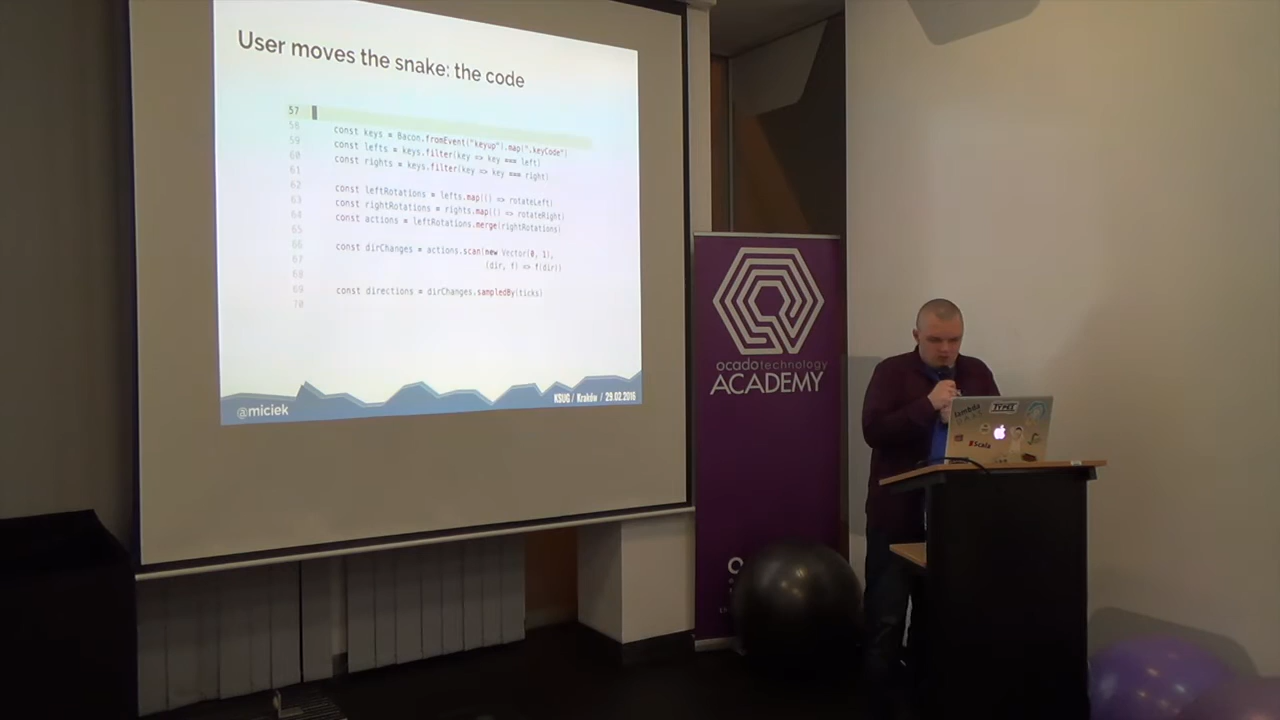 User moves the snake: the code
57
58 const keys = Bacon.fromEvent("keyup").map(".keyCode")
59 const lefts = keys.filter(key => key === left)
60 const rights = keys.filter(key => key === right)
61
62 const leftRotations = lefts.map(() => rotateLeft)
63 const rightRotations = rights.map(() => rotateRight)
64 const actions = leftRotations.merge(rightRotations)
65
66 const dirChanges = actions.scan(new Vector(0, 1),
67 (dir, f) => f(dir))
68
69 const directions = dirChanges.sampledBy(ticks)
70
@miciek
KSUG / Kraków / 29.02.2016
ocadotechnology
ACADEMY
lambda
Scala